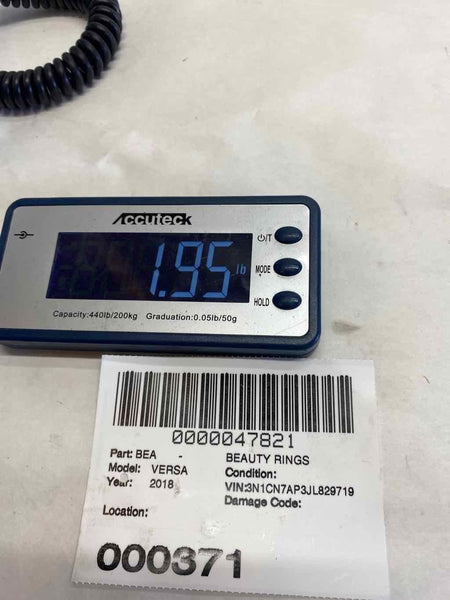 Accuteck
1.95 lb
⏻/T
MODE
HOLD
Capacity:440lb/200kg Graduation:0.05lb/50g
0000047821
Part: BEA - BEAUTY RINGS
Model: VERSA Condition:
Year: 2018 VIN:3N1CN7AP3JL829719
Damage Code:
Location:
000371